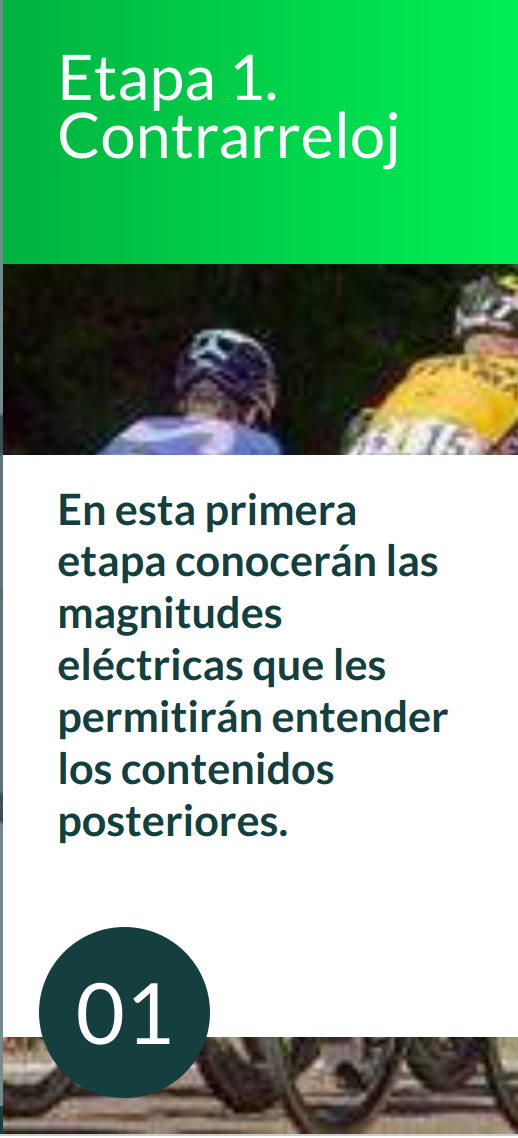 Etapa 1.
Contrarreloj
En esta primera
etapa conocerán las
magnitudes
eléctricas que les
permitirán entender
los contenidos
posteriores.
01